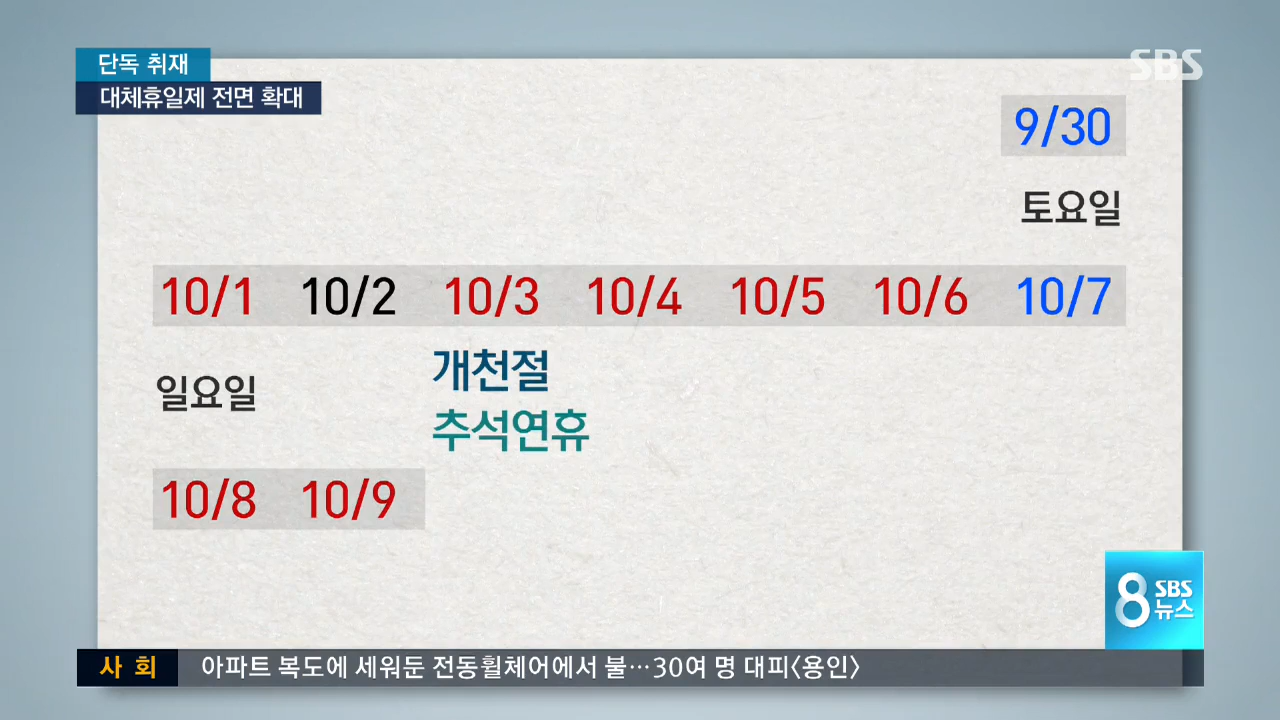 단독 취재
SBS
대체휴일제 전면 확대
9/30
토요일
10/1 10/2 10/3 10/4 10/5 10/6 10/7
일요일
개천절
추석연휴
10/8 10/9
8 SBS 뉴스
사 회 아파트 복도에 세워둔 전동휠체어에서 불…30여 명 대피〈용인〉